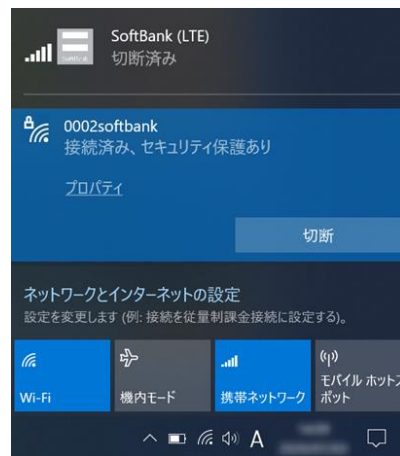 SoftBank (LTE)
切断済み
0002softbank
接続済み、セキュリティ保護あり
プロパティ
切断
ネットワークとインターネットの設定
設定を変更します (例: 接続を従量制課金接続に設定する)。
Wi-Fi
機内モード
携帯ネットワーク
モバイル ホットス
ポット
A